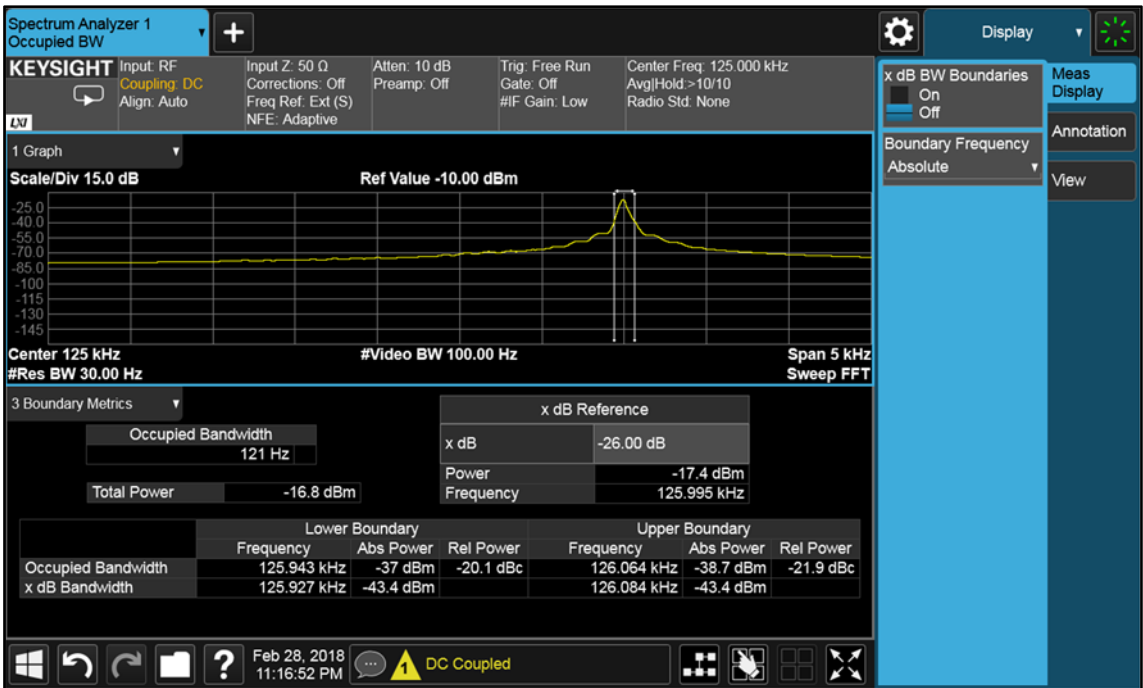 Spectrum Analyzer 1
Occupied BW
+
Display
KEYSIGHT
Input: RF
Coupling: DC
Align: Auto
LXI
Input Z: 50 Ω
Corrections: Off
Freq Ref: Ext (S)
NFE: Adaptive
Atten: 10 dB
Preamp: Off
Trig: Free Run
Gate: Off
#IF Gain: Low
Center Freq: 125.000 kHz
Avg|Hold:>10/10
Radio Std: None
x dB BW Boundaries
On
Off
Boundary Frequency
Absolute
Meas
Display
Annotation
View
1 Graph
Scale/Div 15.0 dB Ref Value -10.00 dBm
-25.0
-40.0
-55.0
-70.0
-85.0
-100
-115
-130
-145
Center 125 kHz #Video BW 100.00 Hz Span 5 kHz
#Res BW 30.00 Hz Sweep FFT
3 Boundary Metrics
Occupied Bandwidth
121 Hz
Total Power -16.8 dBm
x dB Reference
x dB -26.00 dB
Power -17.4 dBm
Frequency 125.995 kHz
Lower Boundary Upper Boundary
Frequency Abs Power Rel Power Frequency Abs Power Rel Power
Occupied Bandwidth 125.943 kHz -37 dBm -20.1 dBc 126.064 kHz -38.7 dBm -21.9 dBc
x dB Bandwidth 125.927 kHz -43.4 dBm 126.084 kHz -43.4 dBm
?
Feb 28, 2018
11:16:52 PM
1
DC Coupled